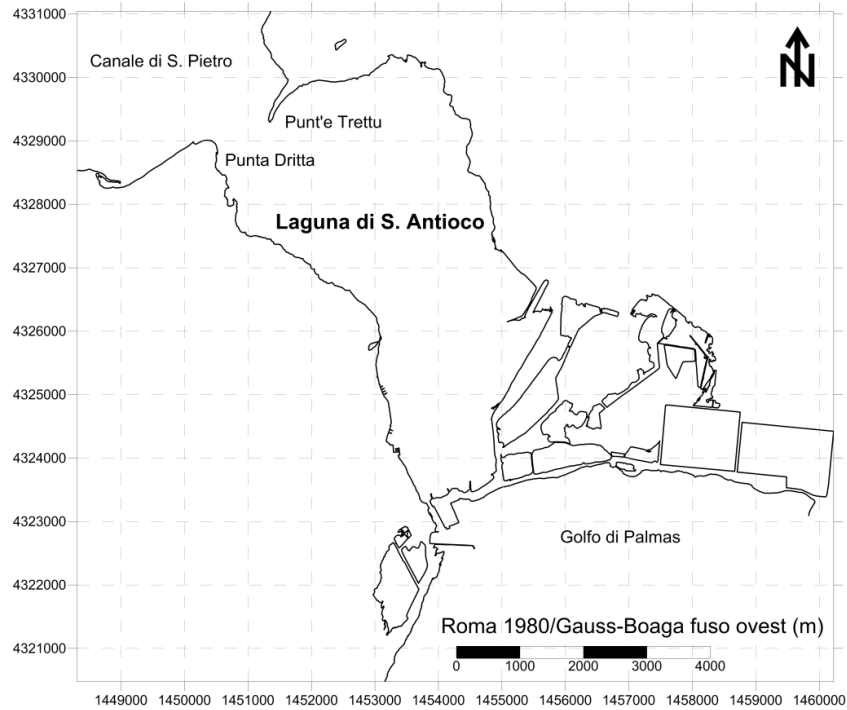 4331000
Canale di S. Pietro
4330000
Punt'e Trettu
4329000
Punta Dritta
4328000
Laguna di S. Antioco
4327000
4326000
4325000
4324000
4323000
Golfo di Palmas
4322000
Roma 1980/Gauss-Boaga fuso ovest (m)
4321000
0 1000 2000 3000 4000
1449000 1450000 1451000 1452000 1453000 1454000 1455000 1456000 1457000 1458000 1459000 1460000
N